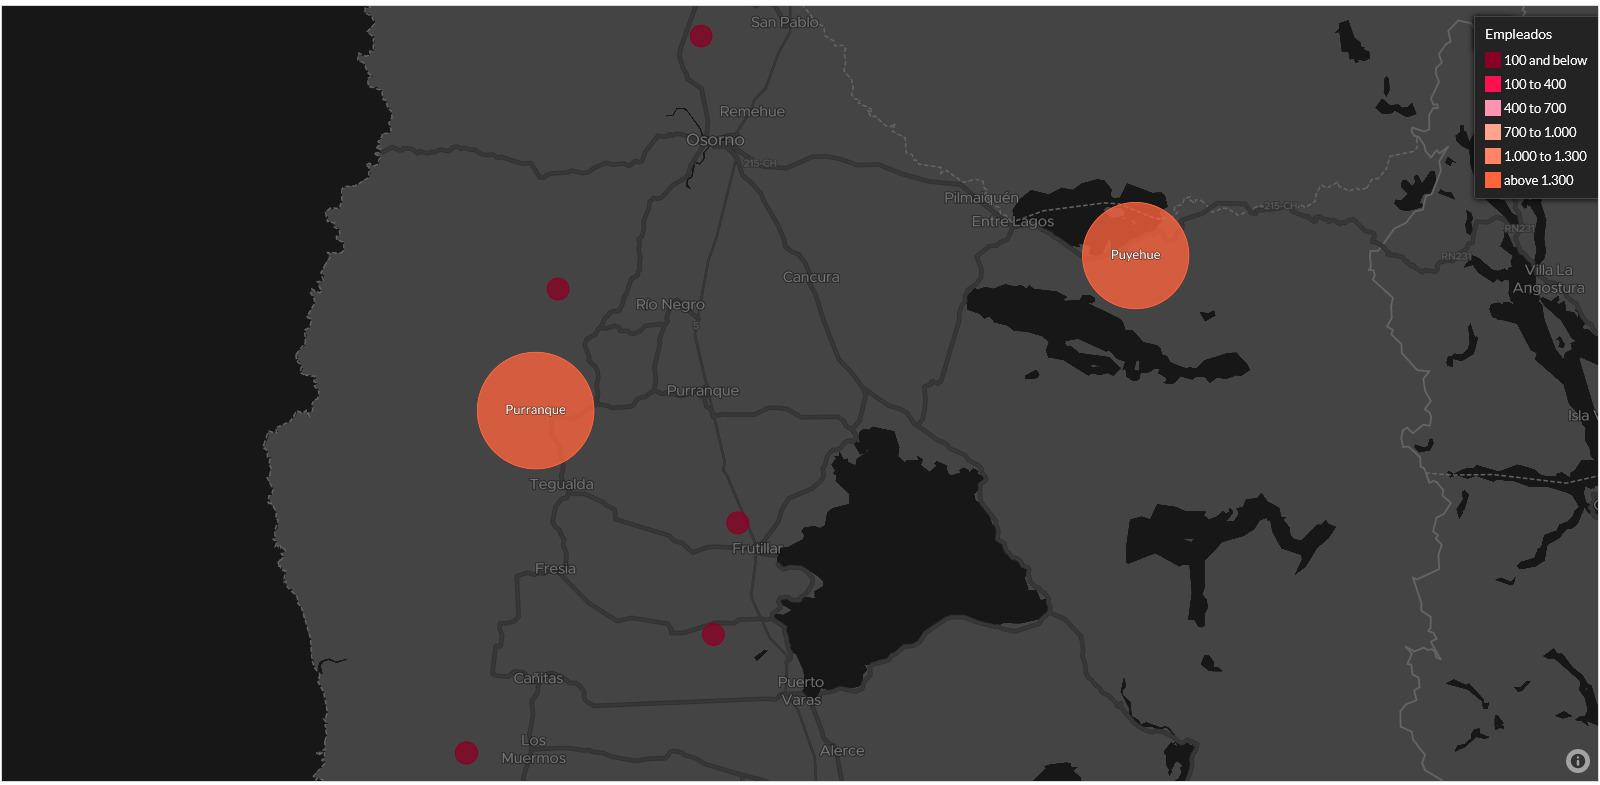 San Pablo
Empleados
100 and below
100 to 400
400 to 700
700 to 1.000
1.000 to 1.300
above 1.300
Remehue
Osorno
215-CH
Pilmaiquén
Entre Lagos
215-CH
Puyehue
RN231
RN231
Villa La
Angostura
Cancura
Río Negro
5
Purranque
Purranque
Isla
Tegualda
Frutillar
Fresia
Cañitas
Puerto
Varas
Los
Muermos
Alerce